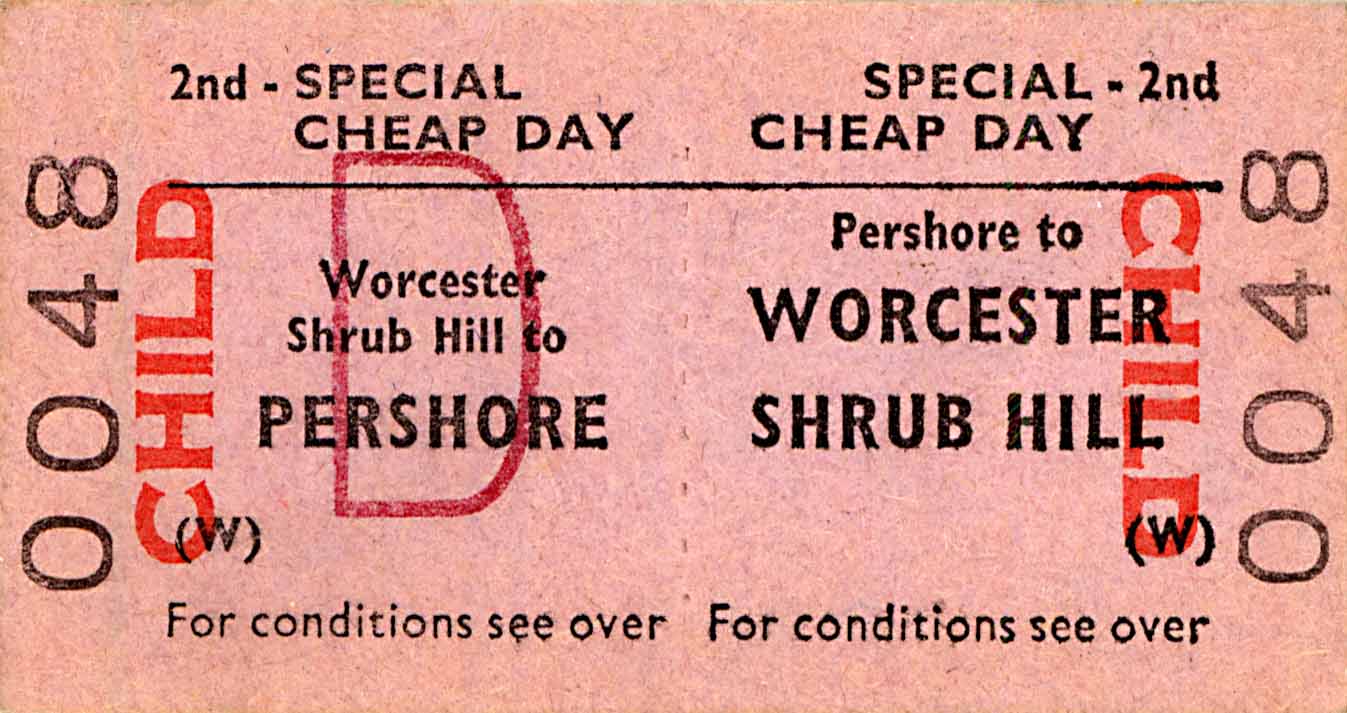 2nd - SPECIAL
CHEAP DAY
0048
CHILD
D
Worcester
Shrub Hill to
PERSHORE
(W)
For conditions see over
SPECIAL - 2nd
CHEAP DAY
Pershore to
WORCESTER
SHRUB HILL
CHILD
(W)
0048
For conditions see over